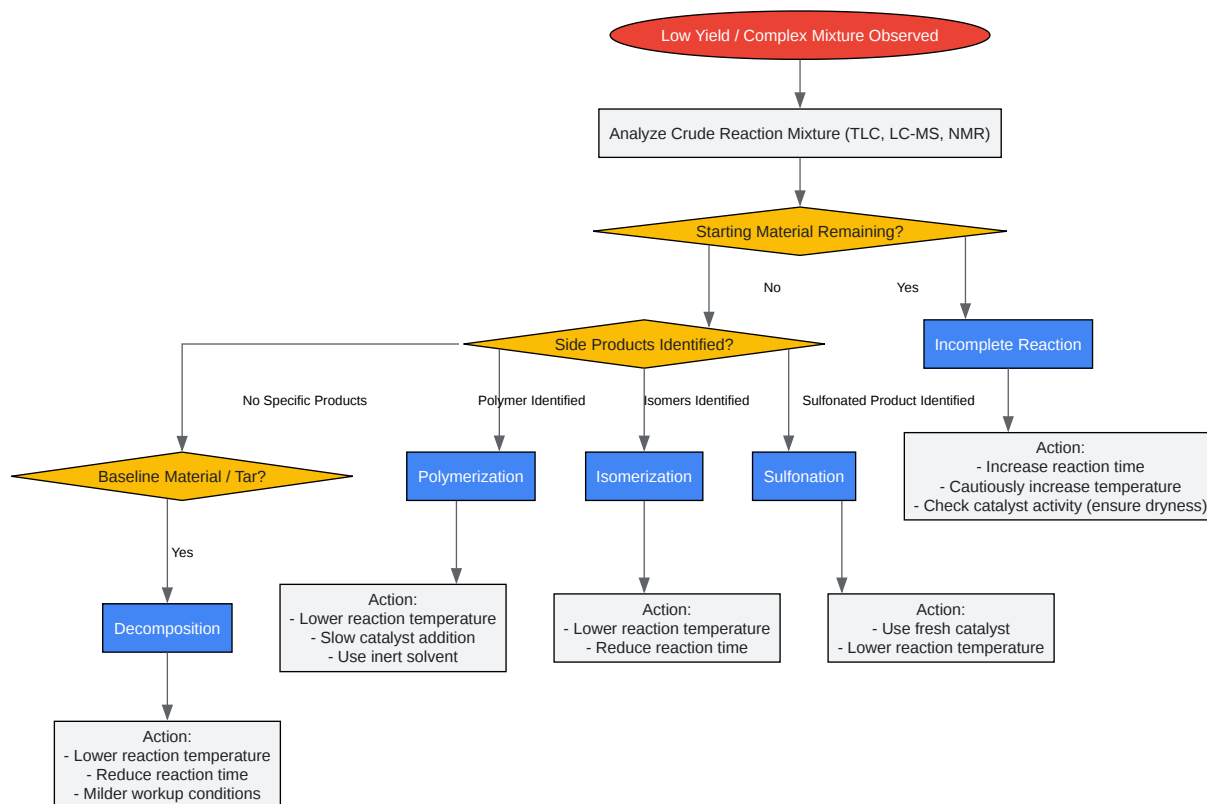 Low Yield / Complex Mixture Observed
Analyze Crude Reaction Mixture (TLC, LC-MS, NMR)
Starting Material Remaining?
No
Yes
Side Products Identified?
Incomplete Reaction
No Specific Products
Polymer Identified
Isomers Identified
Sulfonated Product Identified
Baseline Material / Tar?
Polymerization
Isomerization
Sulfonation
Action:
- Increase reaction time
- Cautiously increase temperature
- Check catalyst activity (ensure dryness)
Yes
Decomposition
Action:
- Lower reaction temperature
- Slow catalyst addition
- Use inert solvent
Action:
- Lower reaction temperature
- Reduce reaction time
Action:
- Use fresh catalyst
- Lower reaction temperature
Action:
- Lower reaction temperature
- Reduce reaction time
- Milder workup conditions